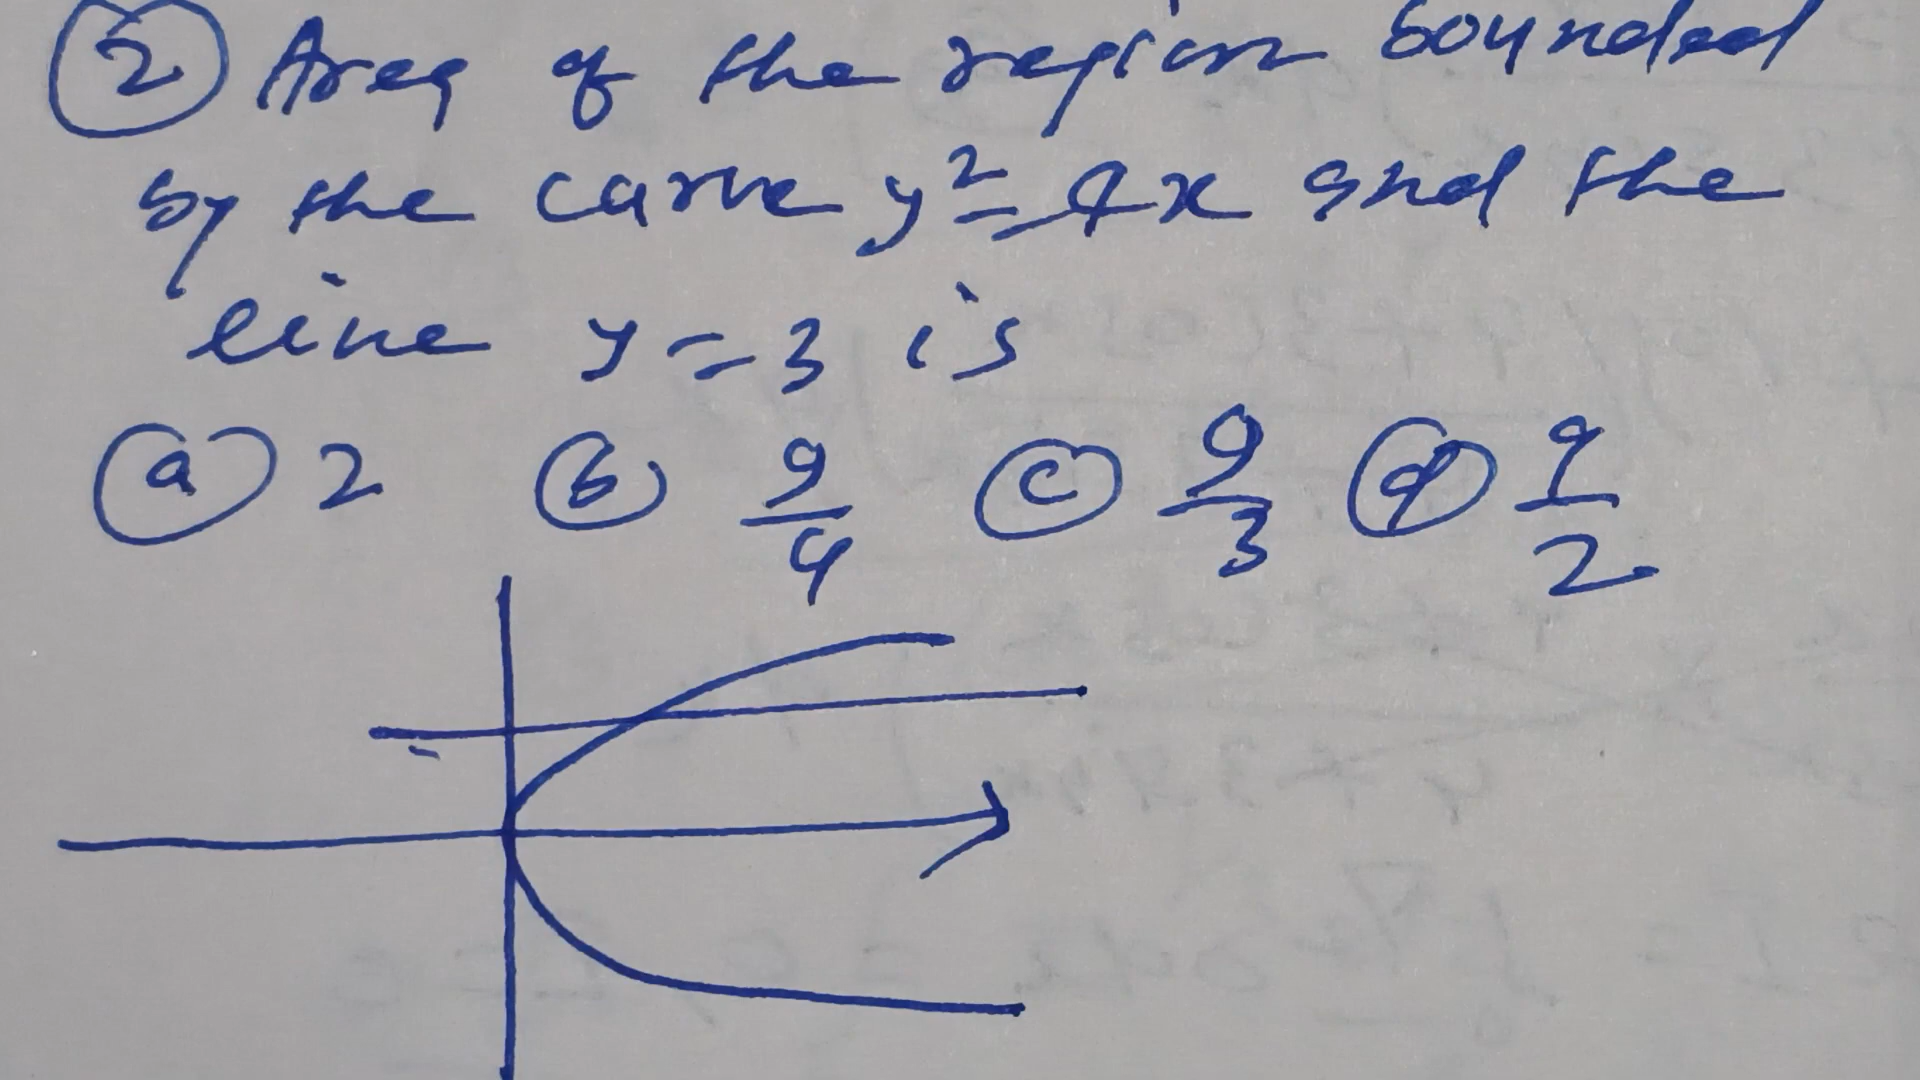 ② Area of the region bounded
by the curve y² = 4x and the
line y = 3 is
ⓐ 2 ⓑ 9/4 ⓒ 9/3 ⓓ 9/2